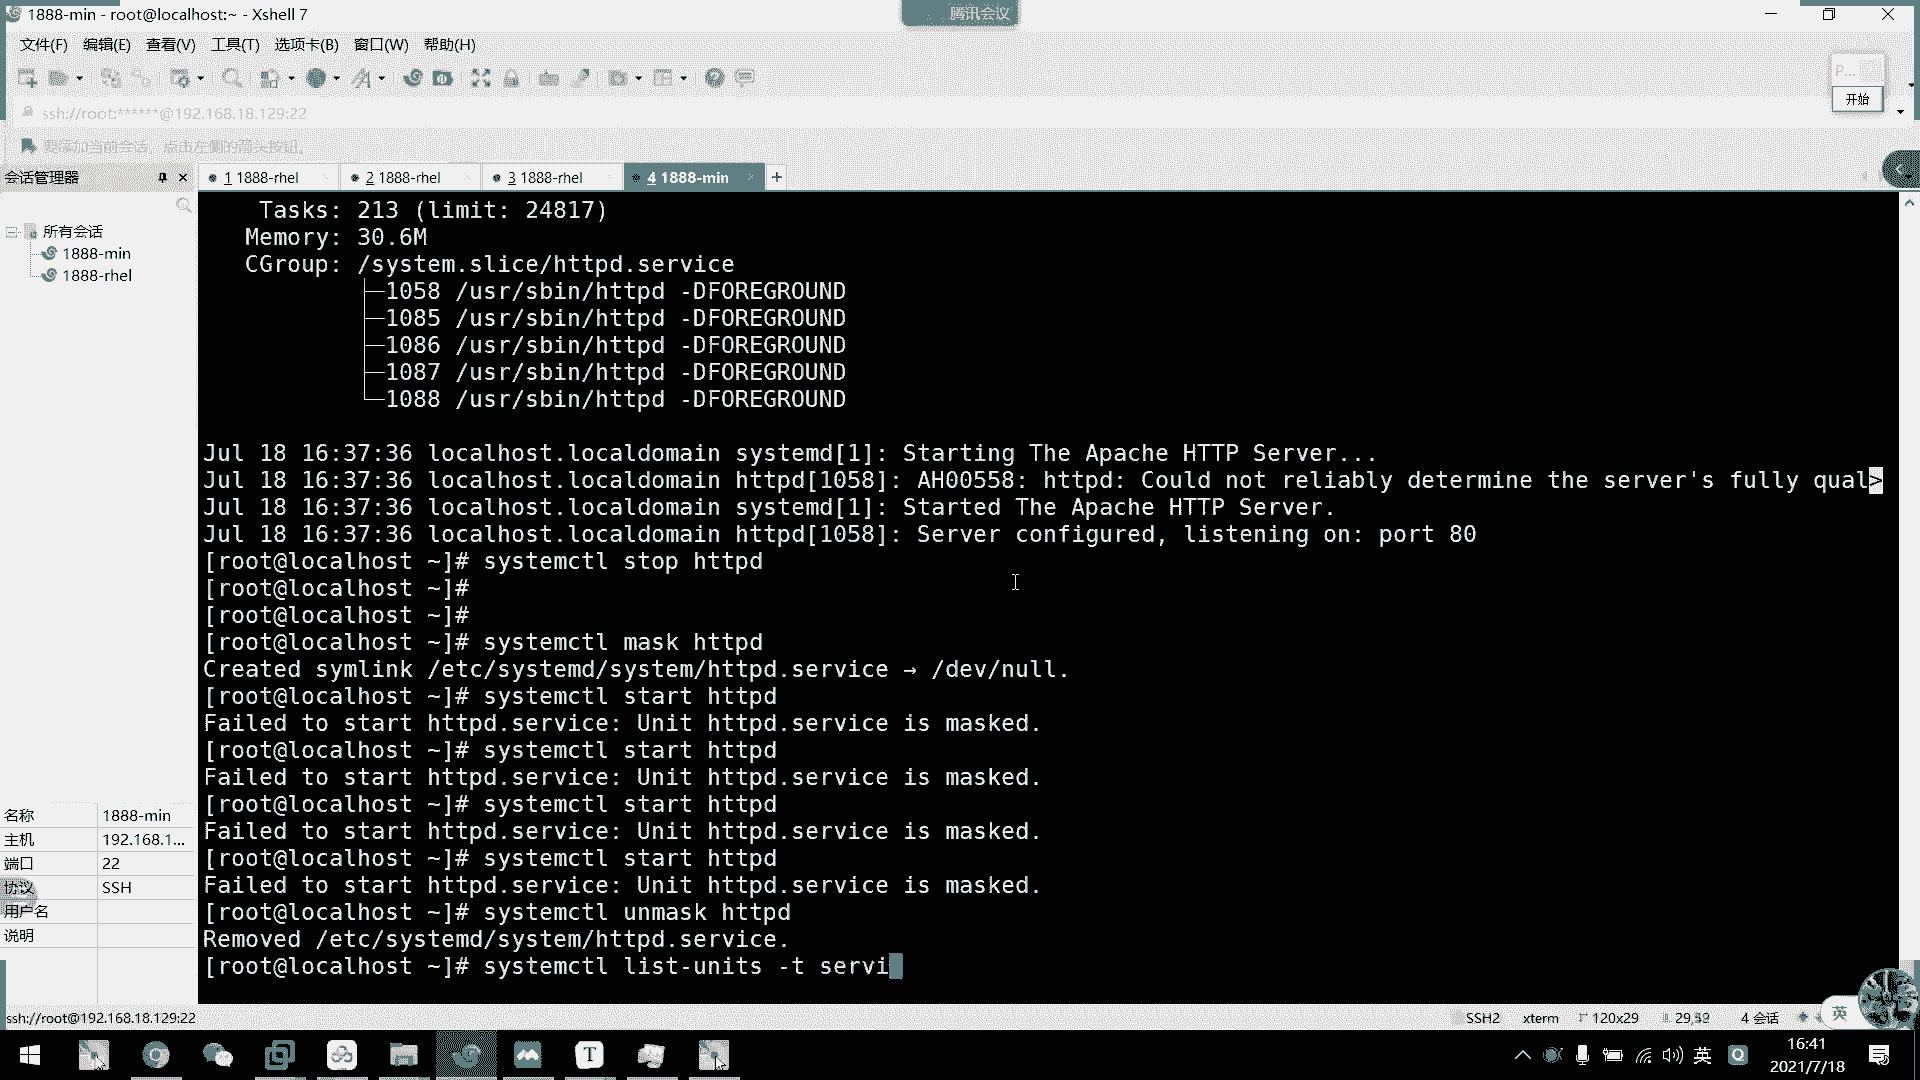 1888-min - root@localhost:~ - Xshell 7
腾讯会议
文件(F) 编辑(E) 查看(V) 工具(T) 选项卡(B) 窗口(W) 帮助(H)
P...
开始
ssh://root:******@192.168.18.129:22
要添加当前会话，点击左侧的箭头按钮。
会话管理器
1 1888-rhel
2 1888-rhel
3 1888-rhel
4 1888-min
所有会话
1888-min
1888-rhel
Tasks: 213 (limit: 24817)
Memory: 30.6M
CGroup: /system.slice/httpd.service
├─1058 /usr/sbin/httpd -DFOREGROUND
├─1085 /usr/sbin/httpd -DFOREGROUND
├─1086 /usr/sbin/httpd -DFOREGROUND
├─1087 /usr/sbin/httpd -DFOREGROUND
└─1088 /usr/sbin/httpd -DFOREGROUND
Jul 18 16:37:36 localhost.localdomain systemd[1]: Starting The Apache HTTP Server...
Jul 18 16:37:36 localhost.localdomain httpd[1058]: AH00558: httpd: Could not reliably determine the server's fully qual>
Jul 18 16:37:36 localhost.localdomain systemd[1]: Started The Apache HTTP Server.
Jul 18 16:37:36 localhost.localdomain httpd[1058]: Server configured, listening on: port 80
[root@localhost ~]# systemctl stop httpd
[root@localhost ~]#
[root@localhost ~]#
[root@localhost ~]# systemctl mask httpd
Created symlink /etc/systemd/system/httpd.service → /dev/null.
[root@localhost ~]# systemctl start httpd
Failed to start httpd.service: Unit httpd.service is masked.
[root@localhost ~]# systemctl start httpd
Failed to start httpd.service: Unit httpd.service is masked.
[root@localhost ~]# systemctl start httpd
Failed to start httpd.service: Unit httpd.service is masked.
[root@localhost ~]# systemctl start httpd
Failed to start httpd.service: Unit httpd.service is masked.
[root@localhost ~]# systemctl unmask httpd
Removed /etc/systemd/system/httpd.service.
[root@localhost ~]# systemctl list-units -t servi
名称 1888-min
主机 192.168.1...
端口 22
协议 SSH
用户名
说明
ssh://root@192.168.18.129:22
SSH2 xterm 120x29 4 会话
英
英
16:41
2021/7/18